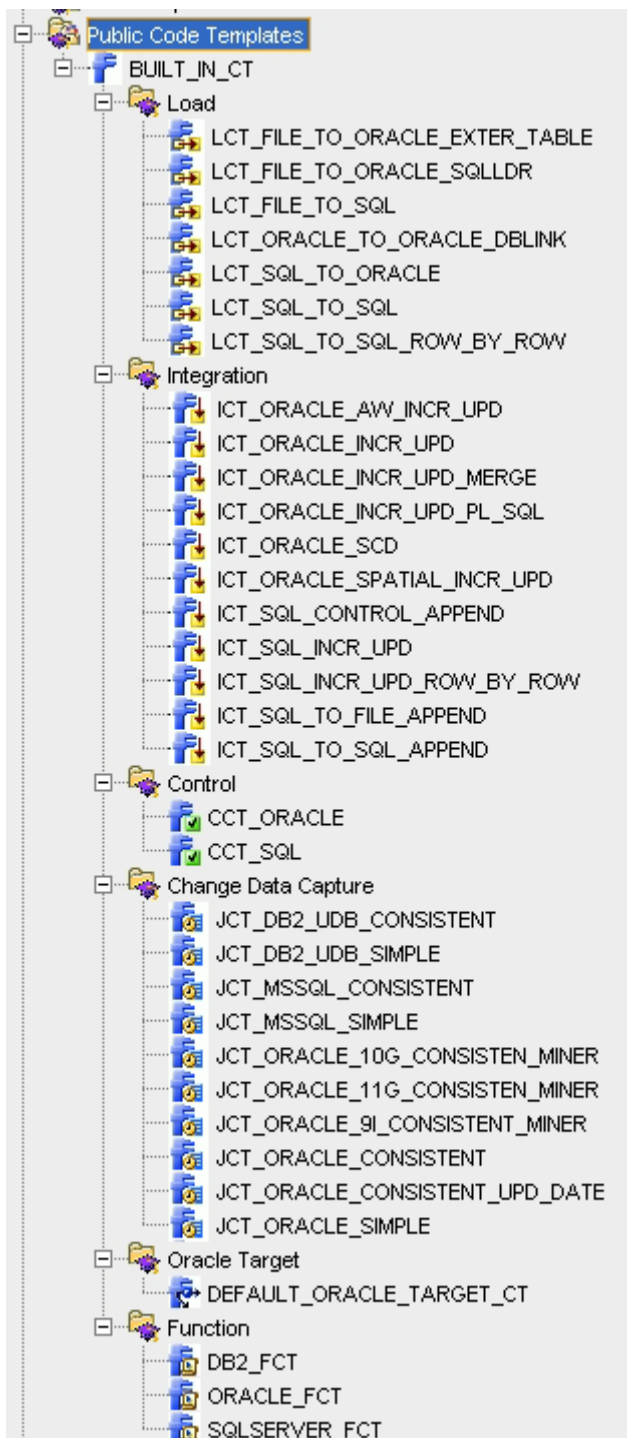 Public Code Templates
BUILT_IN_CT
Load
LCT_FILE_TO_ORACLE_EXTER_TABLE
LCT_FILE_TO_ORACLE_SQLLDR
LCT_FILE_TO_SQL
LCT_ORACLE_TO_ORACLE_DBLINK
LCT_SQL_TO_ORACLE
LCT_SQL_TO_SQL
LCT_SQL_TO_SQL_ROW_BY_ROW
Integration
ICT_ORACLE_AW_INCR_UPD
ICT_ORACLE_INCR_UPD
ICT_ORACLE_INCR_UPD_MERGE
ICT_ORACLE_INCR_UPD_PL_SQL
ICT_ORACLE_SCD
ICT_ORACLE_SPATIAL_INCR_UPD
ICT_SQL_CONTROL_APPEND
ICT_SQL_INCR_UPD
ICT_SQL_INCR_UPD_ROW_BY_ROW
ICT_SQL_TO_FILE_APPEND
ICT_SQL_TO_SQL_APPEND
Control
CCT_ORACLE
CCT_SQL
Change Data Capture
JCT_DB2_UDB_CONSISTENT
JCT_DB2_UDB_SIMPLE
JCT_MSSQL_CONSISTENT
JCT_MSSQL_SIMPLE
JCT_ORACLE_10G_CONSISTEN_MINER
JCT_ORACLE_11G_CONSISTEN_MINER
JCT_ORACLE_9I_CONSISTENT_MINER
JCT_ORACLE_CONSISTENT
JCT_ORACLE_CONSISTENT_UPD_DATE
JCT_ORACLE_SIMPLE
Oracle Target
DEFAULT_ORACLE_TARGET_CT
Function
DB2_FCT
ORACLE_FCT
SQLSERVER_FCT